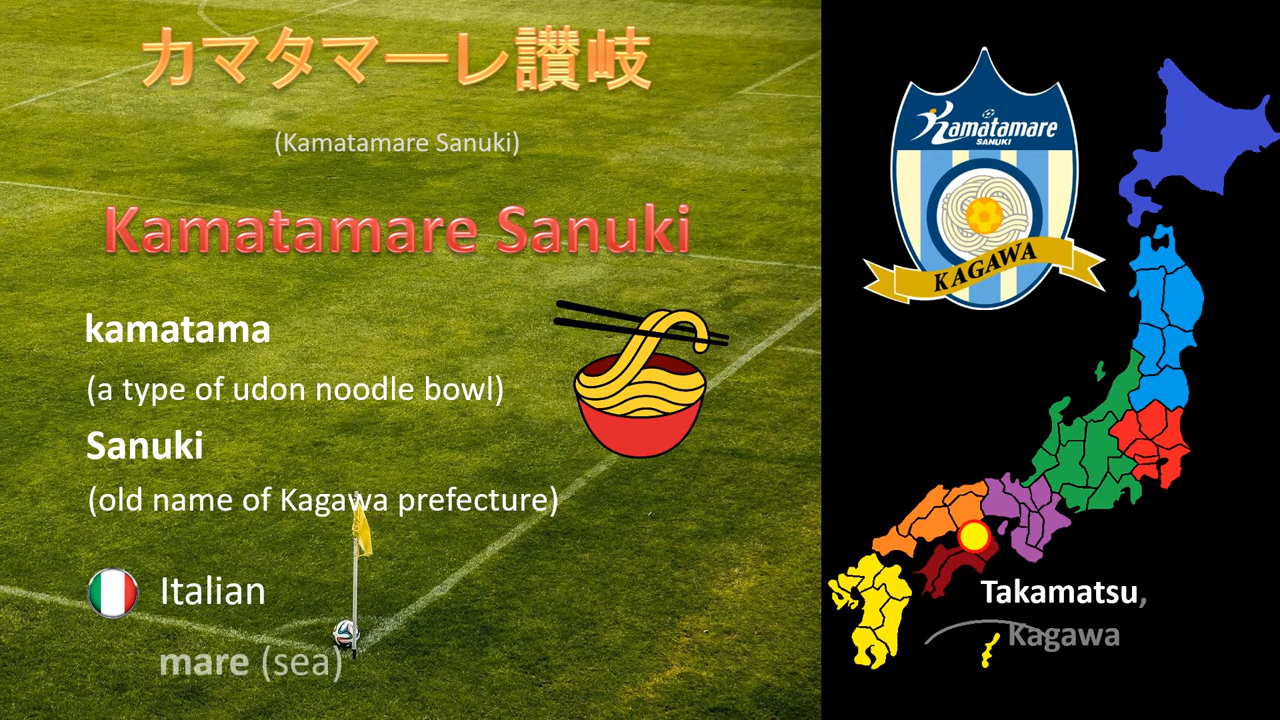 カマタマーレ讃岐
(Kamatamare Sanuki)
Kamatamare Sanuki
kamatama
(a type of udon noodle bowl)
Sanuki
(old name of Kagawa prefecture)
Italian
mare (sea)
Kamatamare
SANUKI
KAGAWA
Takamatsu,
Kagawa